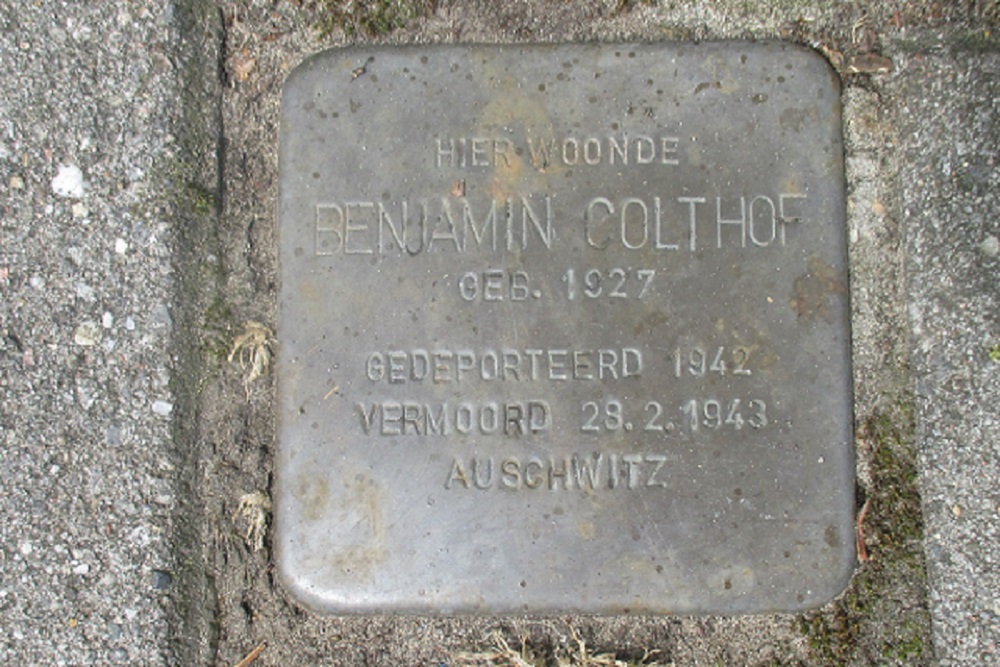 HIER WOONDE
BENJAMIN COLTHOF
GEB. 1927
GEDEPORTEERD 1942
VERMOORD 28.2.1943
AUSCHWITZ